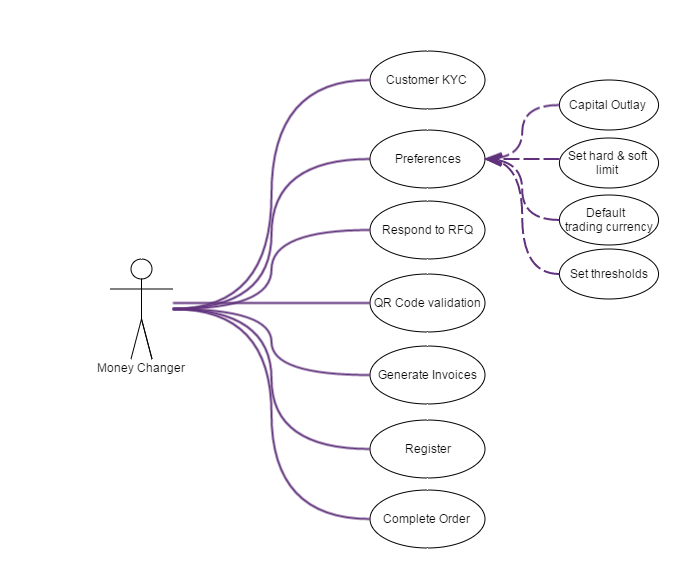 Customer KYC
Capital Outlay
Preferences
Set hard & soft
limit
Default
trading currency
Respond to RFQ
Set thresholds
QR Code validation
Money Changer
Generate Invoices
Register
Complete Order